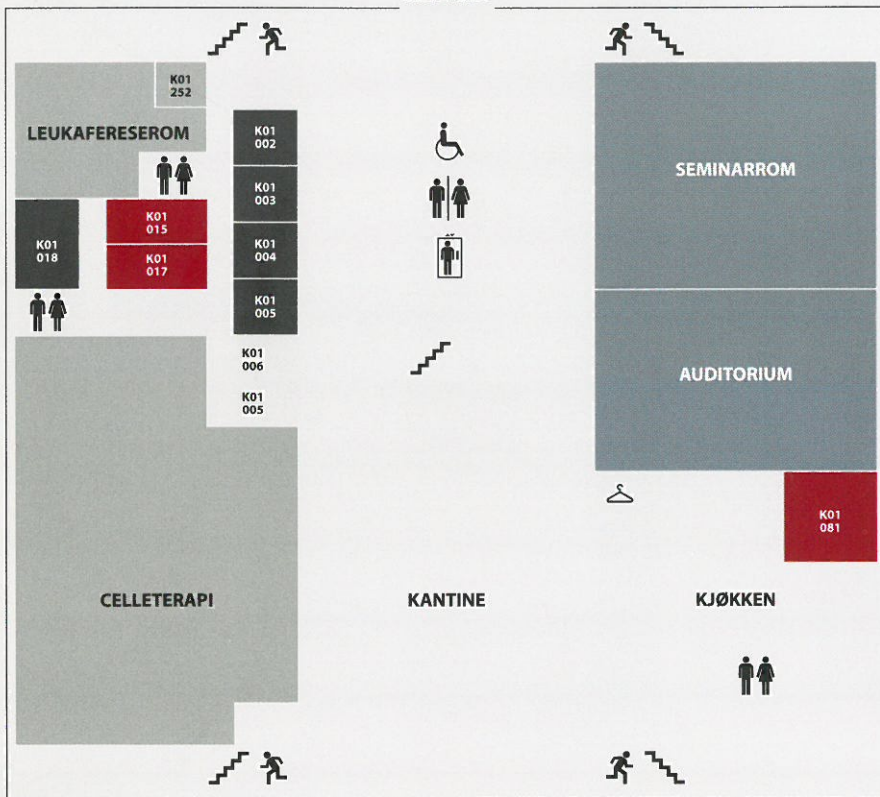 K01
252
LEUKAFERESEROM
K01
002
K01
003
K01
004
K01
005
K01
015
K01
017
K01
018
K01
006
K01
005
SEMINARROM
AUDITORIUM
K01
081
CELLETERAPI
KANTINE
KJØKKEN